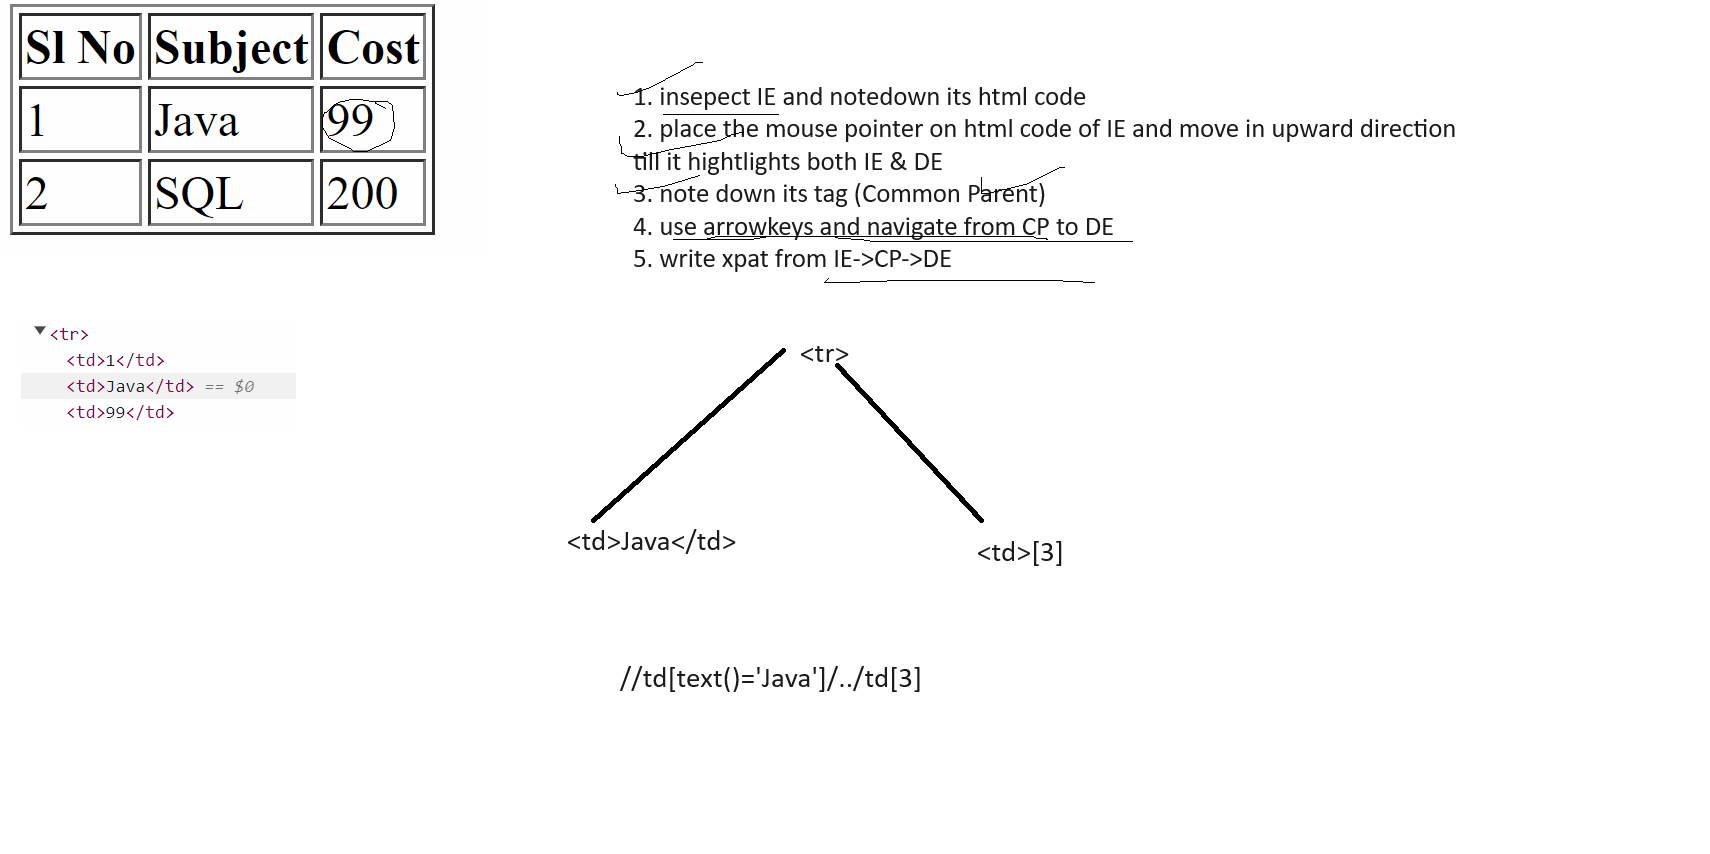 Sl No Subject Cost
1 Java 99
2 SQL 200
1. insepect IE and notedown its html code
2. place the mouse pointer on html code of IE and move in upward direction
till it hightlights both IE & DE
3. note down its tag (Common Parent)
4. use arrowkeys and navigate from CP to DE
5. write xpat from IE->CP->DE
<tr>
<td>1</td>
<td>Java</td> == $0
<td>99</td>
<tr>
<td>Java</td>
<td>[3]
//td[text()='Java']/../td[3]